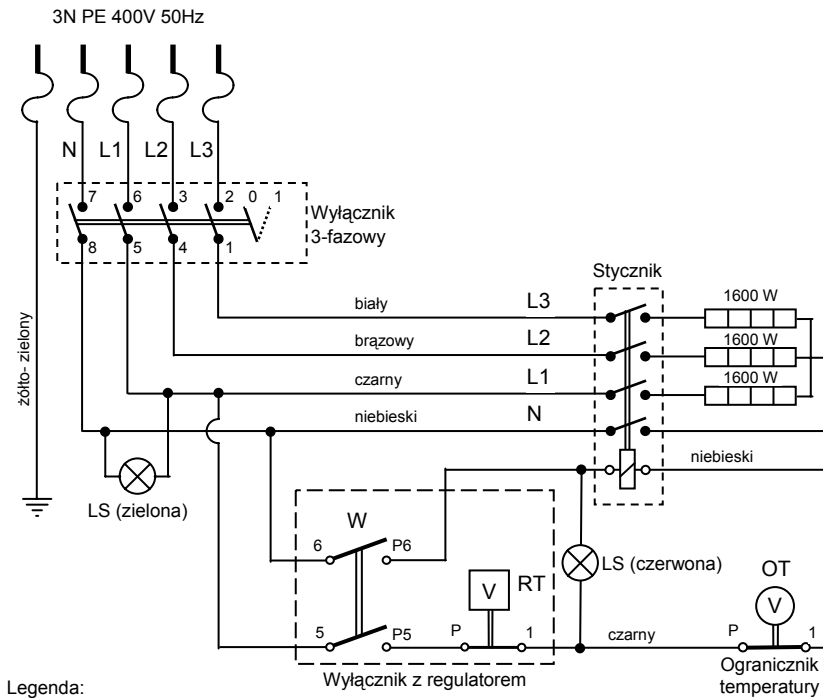 3N PE 400V 50Hz
N L1 L2 L3
7 6 3 2 0 1
8 5 4 1
Wyłącznik
3-fazowy
Stycznik
żółto- zielony
biały L3
brązowy L2
czarny L1
niebieski N
1600 W
1600 W
1600 W
niebieski
LS (zielona)
W
6 P6
V RT
LS (czerwona)
OT
V
5 P5 P 1
czarny
P 1
Wyłącznik z regulatorem
Ogranicznik
temperatury
Legenda: